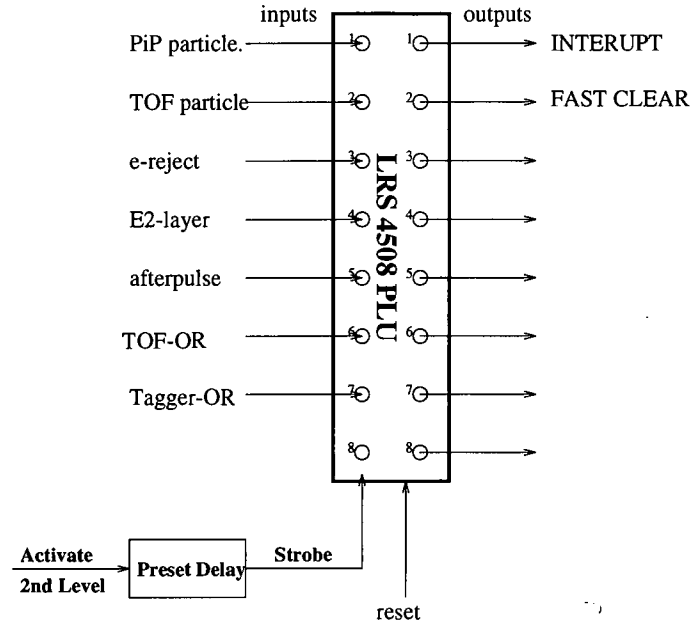 inputs outputs
PiP particle. 1 1 INTERUPT
TOF particle 2 2 FAST CLEAR
e-reject 3 3
E2-layer 4 4
afterpulse 5 5
TOF-OR 6 6
Tagger-OR 7 7
8 8
LRS 4508 PLU
Activate
2nd Level
Preset Delay
Strobe
reset